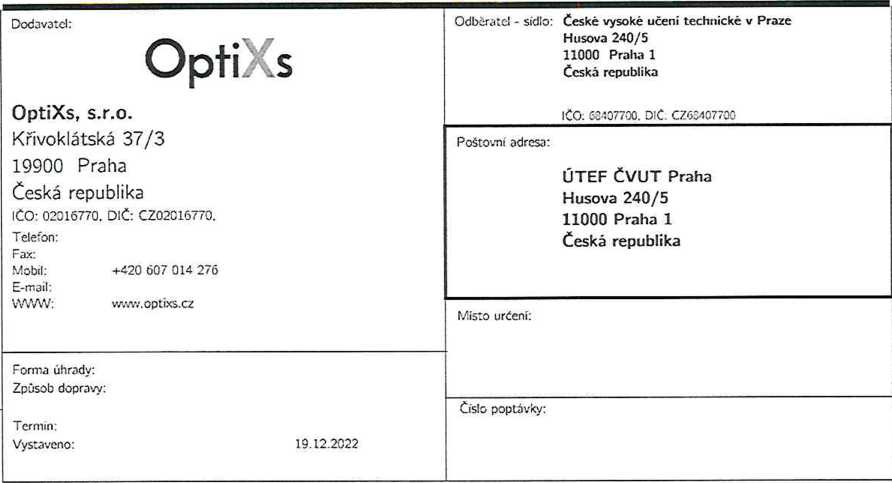 Dodavatel:
OptiXs
OptiXs, s.r.o.
Křivoklátská 37/3
19900 Praha
Česká republika
IČO: 02016770, DIČ: CZ02016770,
Telefon:
Fax:
Mobil: +420 607 014 276
E-mail:
WWW: www.optixs.cz
Forma úhrady:
Způsob dopravy:
Termín:
Vystaveno: 19.12.2022
Odběratel - sídlo: České vysoké učení technické v Praze
Husova 240/5
11000 Praha 1
Česká republika
IČO: 68407700, DIČ: CZ68407700
Poštovní adresa:
ÚTEF ČVUT Praha
Husova 240/5
11000 Praha 1
Česká republika
Místo určení:
Číslo poptávky: